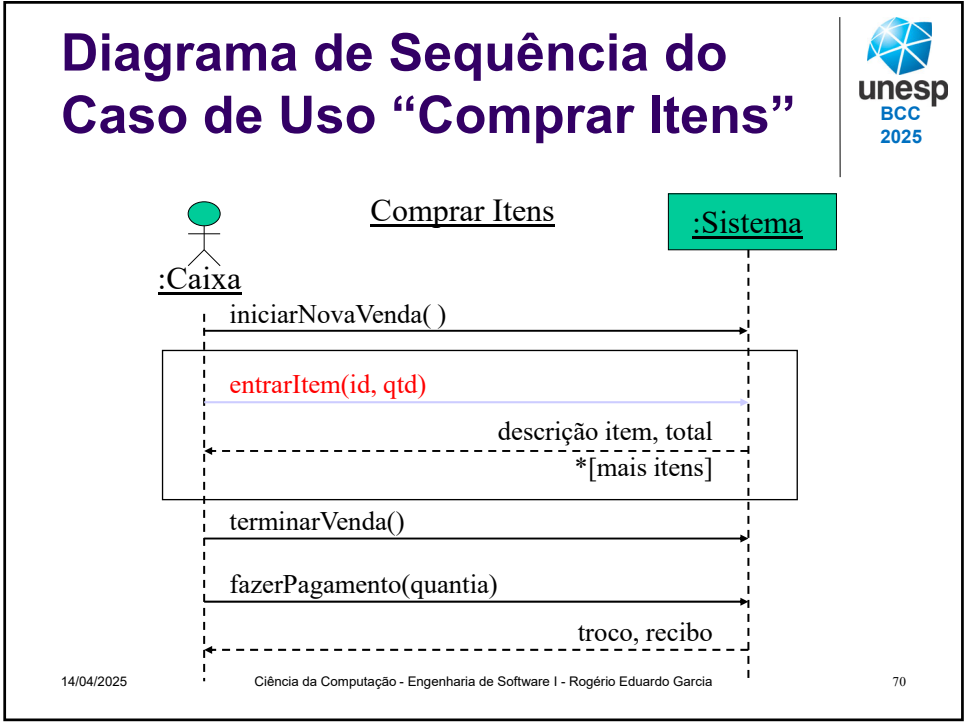 Diagrama de Sequência do
Caso de Uso “Comprar Itens”
unesp
BCC
2025
Comprar Itens
:Sistema
:Caixa
iniciarNovaVenda( )
entrarItem(id, qtd)
descrição item, total
*[mais itens]
terminarVenda()
fazerPagamento(quantia)
troco, recibo
14/04/2025
Ciência da Computação - Engenharia de Software I - Rogério Eduardo Garcia
70